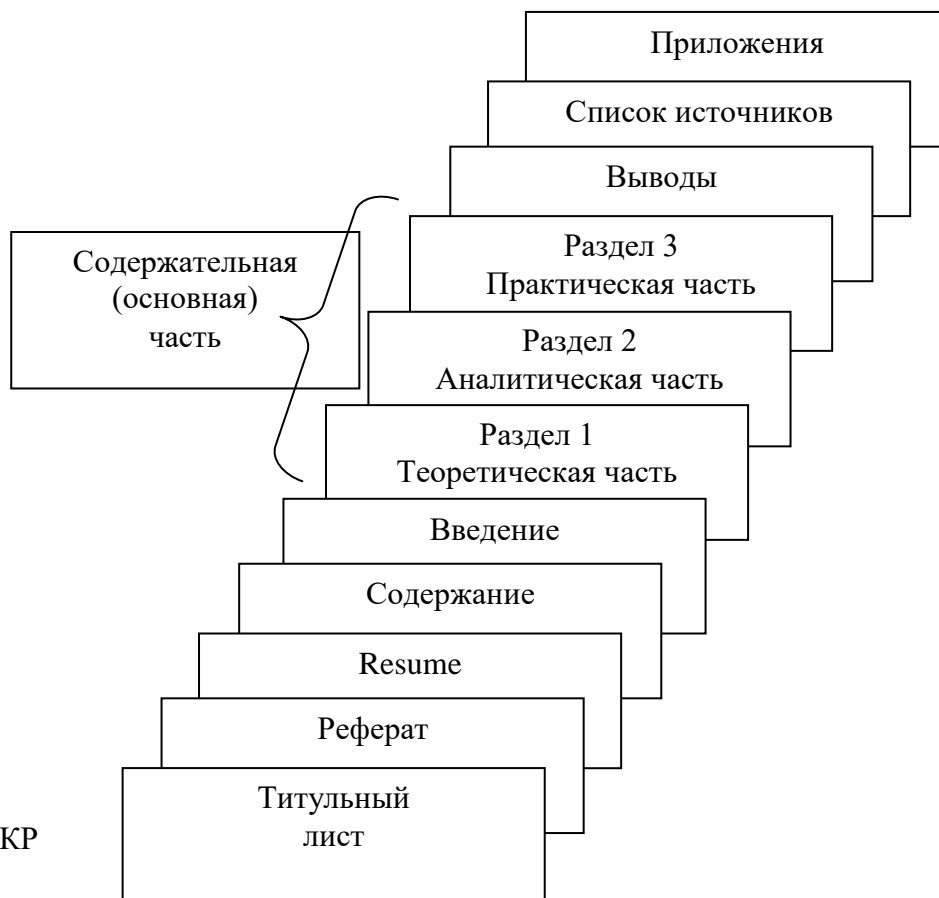 Приложения
Список источников
Выводы
Раздел 3
Практическая часть
Содержательная
(основная)
часть
Раздел 2
Аналитическая часть
Раздел 1
Теоретическая часть
Введение
Содержание
Resume
Реферат
Титульный
лист
КР